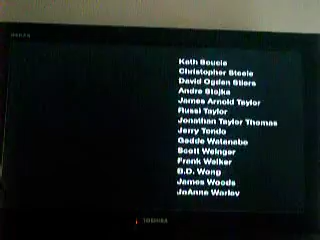 Kath Soucie
Christopher Steele
David Ogden Stiers
Andre Stojka
James Arnold Taylor
Russi Taylor
Jonathan Taylor Thomas
Jerry Tondo
Gedde Watanabe
Scott Weinger
Frank Welker
B.D. Wong
James Woods
JoAnne Worley
TOSHIBA